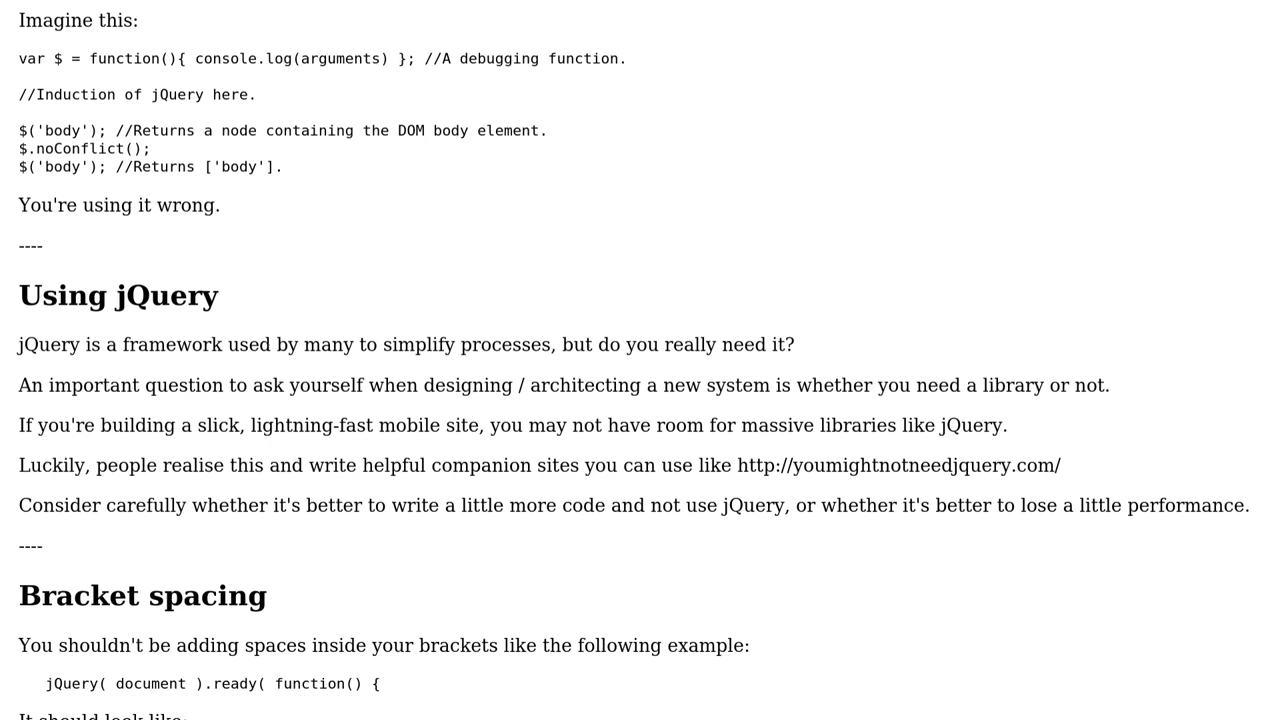 Imagine this:
var $ = function(){ console.log(arguments) }; //A debugging function.
//Induction of jQuery here.
$('body'); //Returns a node containing the DOM body element.
$.noConflict();
$('body'); //Returns ['body'].
You're using it wrong.
----
Using jQuery
jQuery is a framework used by many to simplify processes, but do you really need it?
An important question to ask yourself when designing / architecting a new system is whether you need a library or not.
If you're building a slick, lightning-fast mobile site, you may not have room for massive libraries like jQuery.
Luckily, people realise this and write helpful companion sites you can use like http://youmightnotneedjquery.com/
Consider carefully whether it's better to write a little more code and not use jQuery, or whether it's better to lose a little performance.
----
Bracket spacing
You shouldn't be adding spaces inside your brackets like the following example:
jQuery( document ).ready( function() {
It should look like: